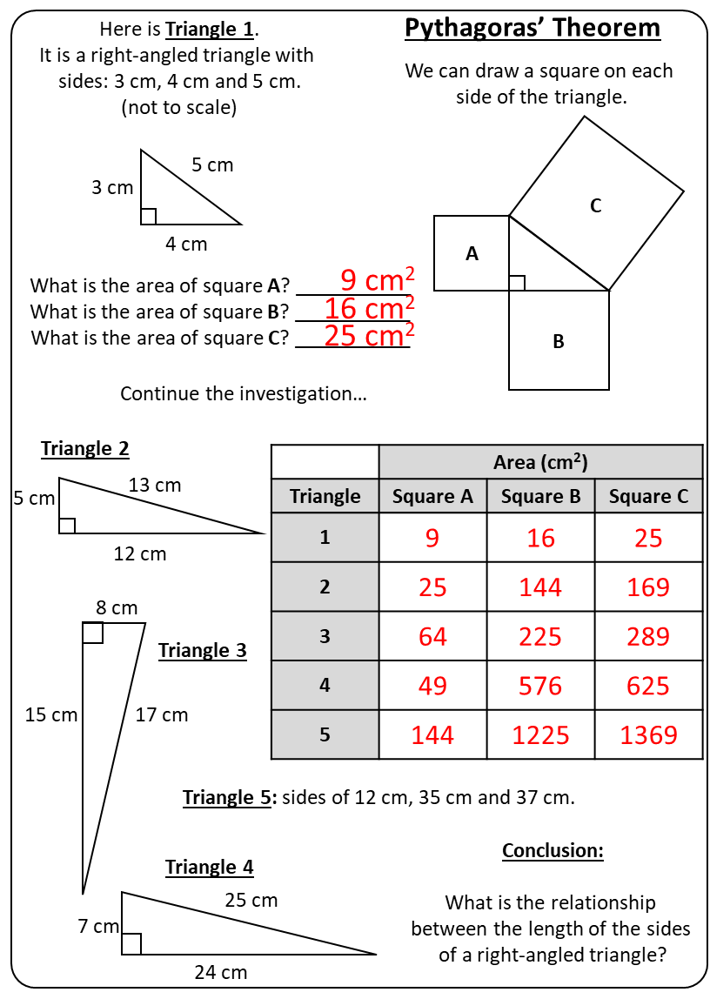 Here is Triangle 1.
It is a right-angled triangle with
sides: 3 cm, 4 cm and 5 cm.
(not to scale)
Pythagoras’ Theorem
We can draw a square on each
side of the triangle.
5 cm
3 cm
4 cm
A
C
B
What is the area of square A? 9 cm²
What is the area of square B? 16 cm²
What is the area of square C? 25 cm²
Continue the investigation...
Triangle 2
13 cm
5 cm
12 cm
Area (cm²)
Triangle Square A Square B Square C
1 9 16 25
2 25 144 169
3 64 225 289
4 49 576 625
5 144 1225 1369
8 cm
Triangle 3
15 cm
17 cm
Triangle 5: sides of 12 cm, 35 cm and 37 cm.
Triangle 4
25 cm
7 cm
24 cm
Conclusion:
What is the relationship
between the length of the sides
of a right-angled triangle?